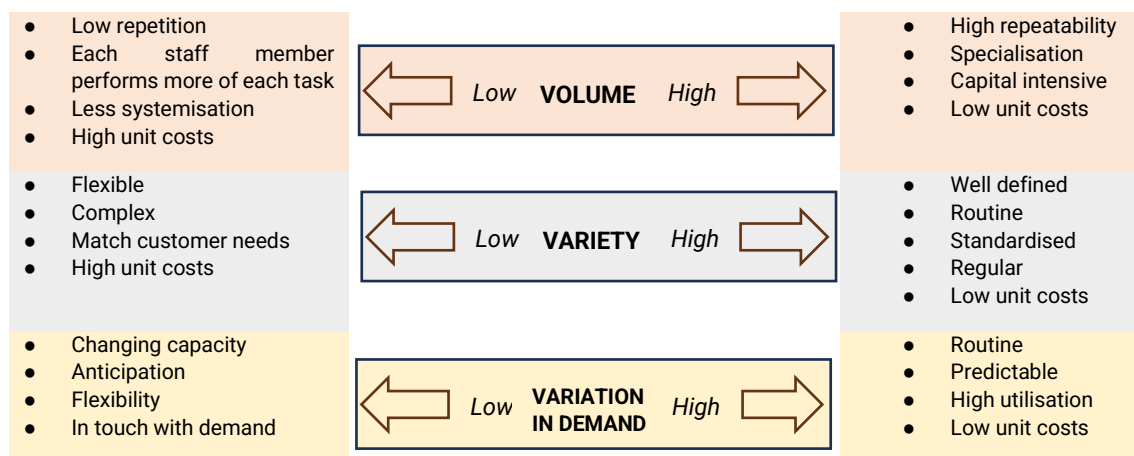 ● Low repetition
● Each staff member
performs more of each task
● Less systemisation
● High unit costs
Low VOLUME High
● High repeatability
● Specialisation
● Capital intensive
● Low unit costs
● Flexible
● Complex
● Match customer needs
● High unit costs
Low VARIETY High
● Well defined
● Routine
● Standardised
● Regular
● Low unit costs
● Changing capacity
● Anticipation
● Flexibility
● In touch with demand
Low VARIATION High
IN DEMAND
● Routine
● Predictable
● High utilisation
● Low unit costs